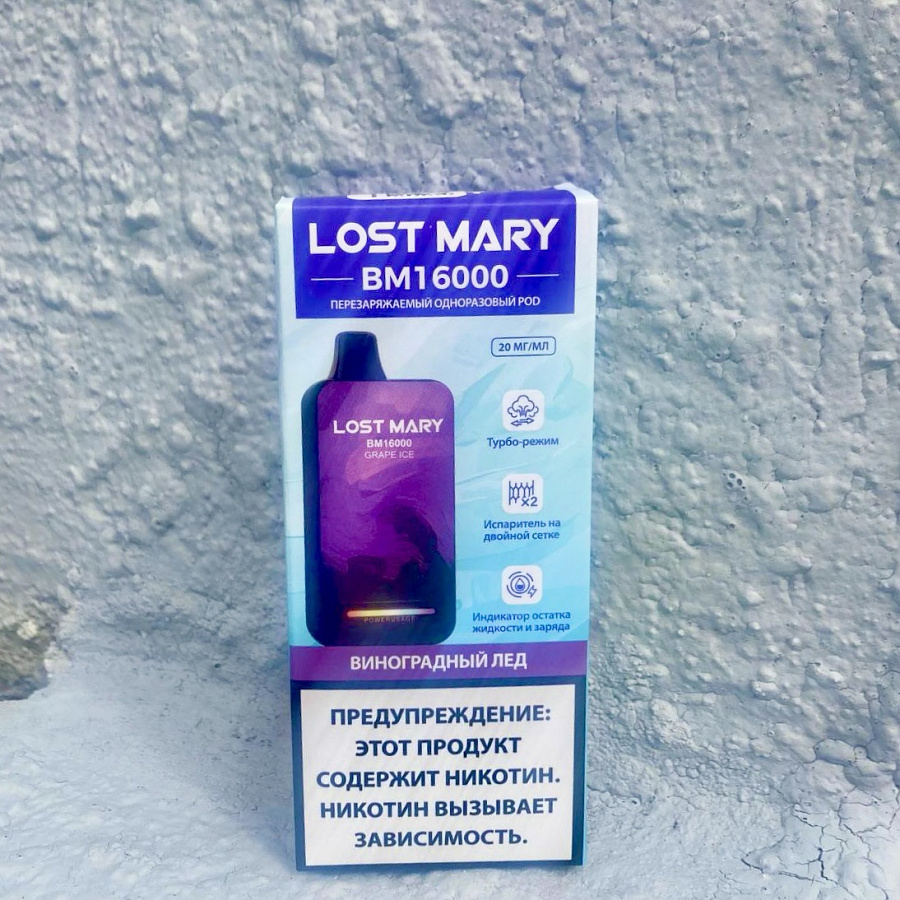 LOST MARY
BM16000
ПЕРЕЗАРЯЖАЕМЫЙ ОДНОРАЗОВЫЙ POD
20 МГ/МЛ
LOST MARY
BM16000
GRAPE ICE
Турбо-режим
x2
Испаритель на
двойной сетке
Индикатор остатка
жидкости и заряда
ВИНОГРАДНЫЙ ЛЕД
ПРЕДУПРЕЖДЕНИЕ:
ЭТОТ ПРОДУКТ
СОДЕРЖИТ НИКОТИН.
НИКОТИН ВЫЗЫВАЕТ
ЗАВИСИМОСТЬ.